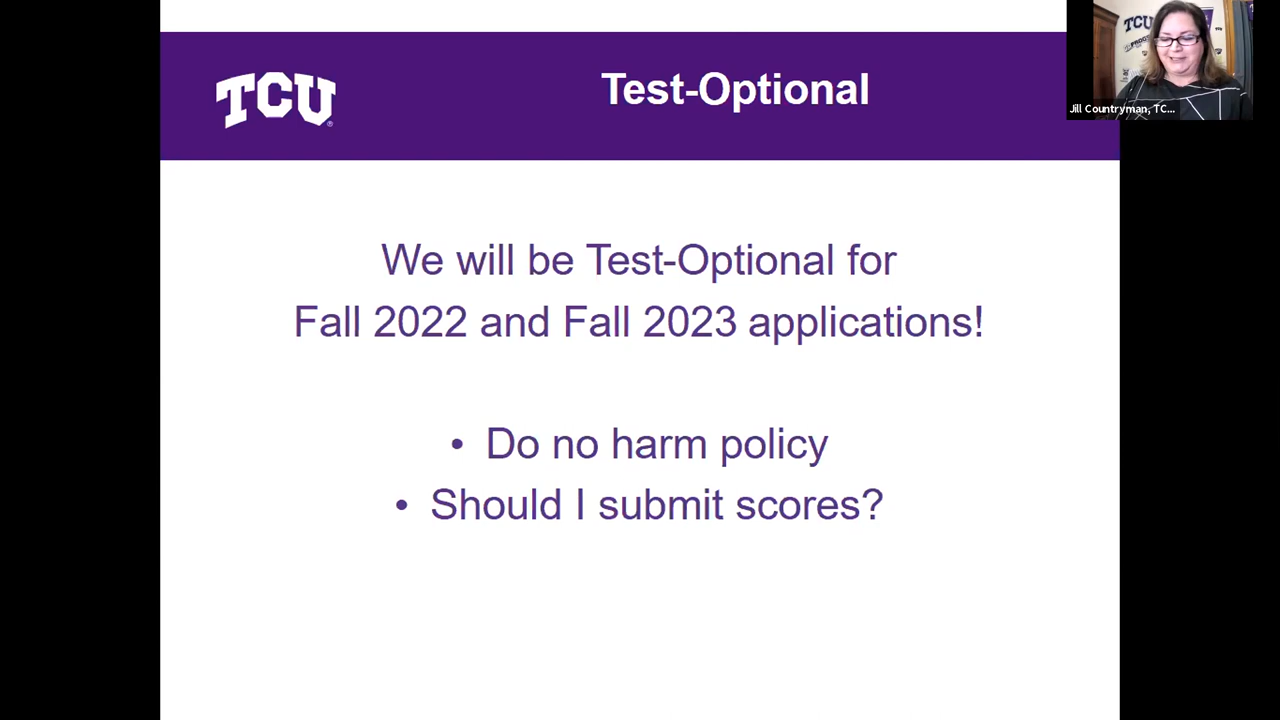 TCU
Test-Optional
TCU
Jill Countryman, TC...
We will be Test-Optional for
Fall 2022 and Fall 2023 applications!
• Do no harm policy
• Should I submit scores?